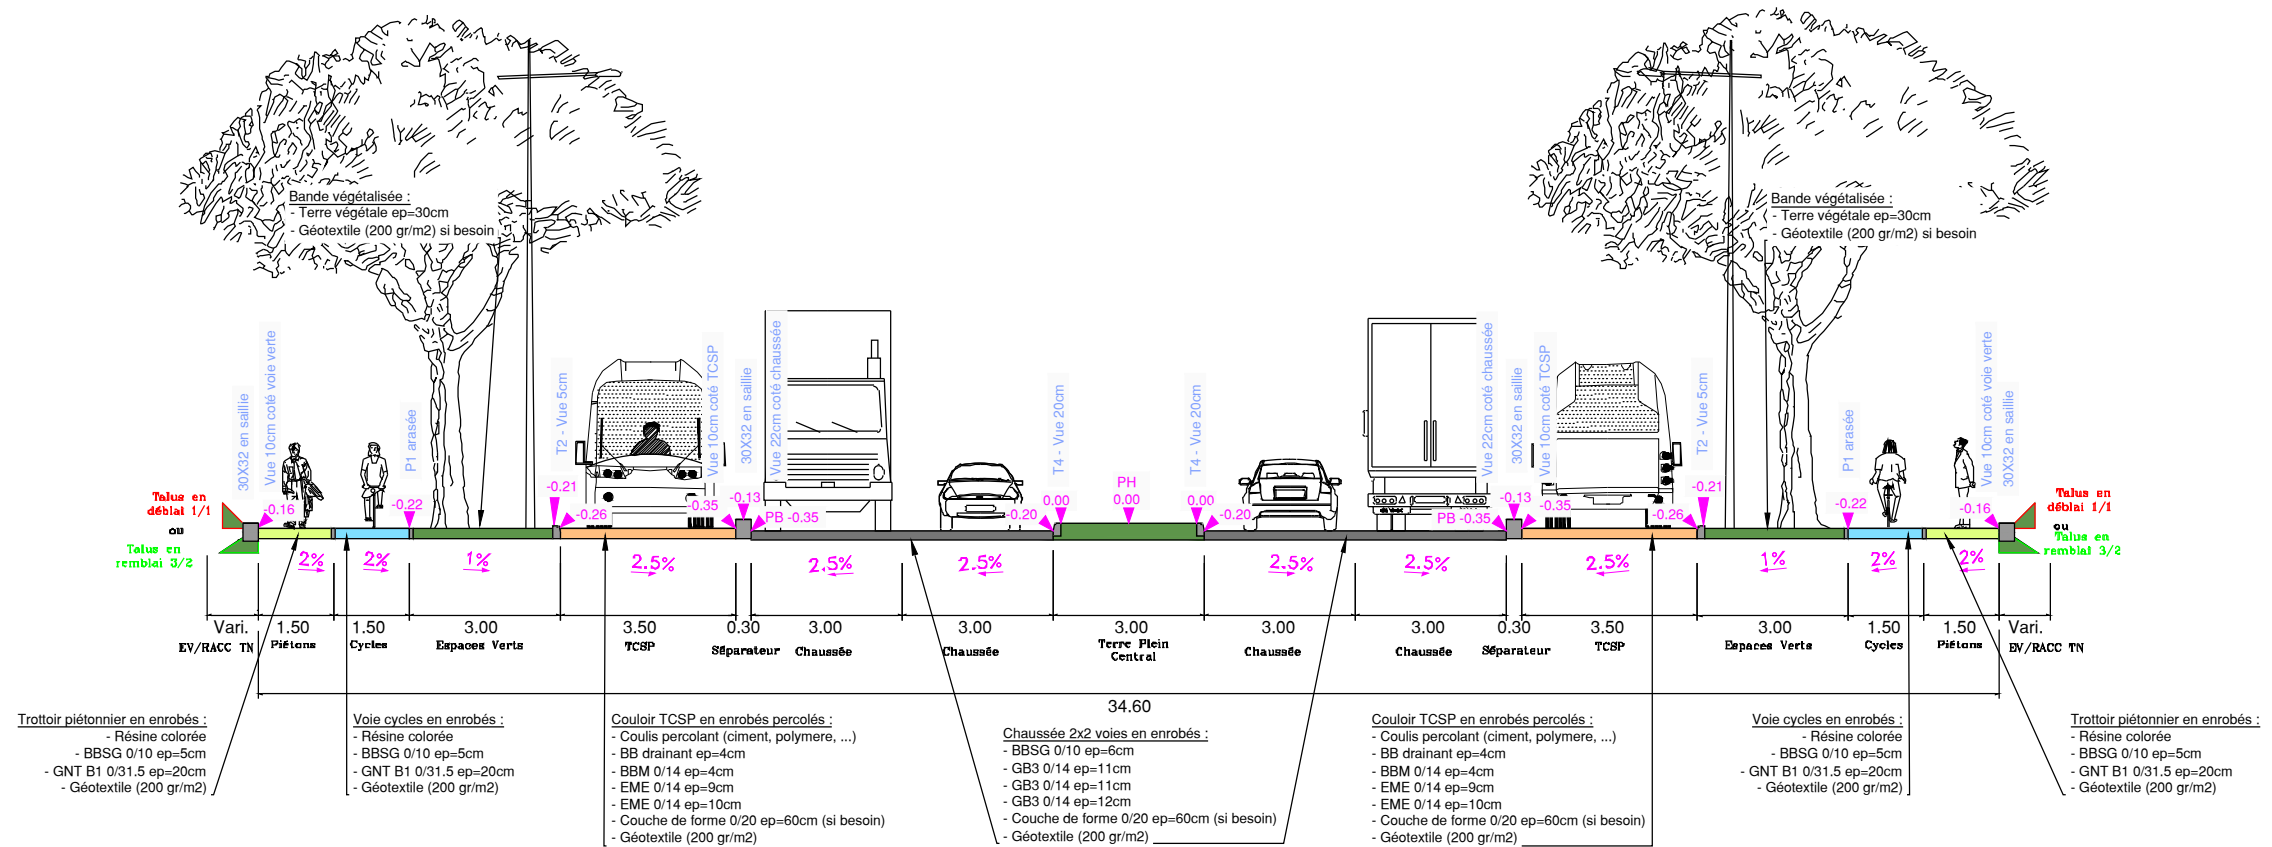 Bande végétalisée :
- Terre végétale ep=30cm
- Géotextile (200 gr/m2) si besoin
Bande végétalisée :
- Terre végétale ep=30cm
- Géotextile (200 gr/m2) si besoin
30X32 en saillie
Vue 10cm coté voie verte
P1 arasée
T2 - Vue 5cm
Vue 10cm coté TCSP
30X32 en saillie
Vue 22cm coté chaussée
T4 - Vue 20cm
T4 - Vue 20cm
Vue 22cm coté chaussée
30X32 en saillie
Vue 10cm coté TCSP
T2 - Vue 5cm
P1 arasée
Vue 10cm coté voie verte
30X32 en saillie
Talus en
déblai 1/1
ou
Talus en
remblai 3/2
-0.16
-0.22
-0.21
-0.26
-0.35
-0.13
PB -0.35
-0.20
0.00
PH
0.00
0.00
-0.20
PB -0.35
-0.13
-0.35
-0.26
-0.21
-0.22
-0.16
Talus en
déblai 1/1
ou
Talus en
remblai 3/2
2%
2%
1%
2.5%
2.5%
2.5%
2.5%
2.5%
2.5%
1%
2%
2%
Vari.
1.50
1.50
3.00
3.50
0.30
3.00
3.00
3.00
3.00
3.00
0.30
3.50
3.00
1.50
1.50
Vari.
EV/RACC TN
Piétons
Cycles
Espaces Verts
TCSP
Séparateur
Chaussée
Chaussée
Terre Plein
Central
Chaussée
Chaussée
Séparateur
TCSP
Espaces Verts
Cycles
Piétons
EV/RACC TN
34.60
Trottoir piétonnier en enrobés :
- Résine colorée
- BBSG 0/10 ep=5cm
- GNT B1 0/31.5 ep=20cm
- Géotextile (200 gr/m2)
Voie cycles en enrobés :
- Résine colorée
- BBSG 0/10 ep=5cm
- GNT B1 0/31.5 ep=20cm
- Géotextile (200 gr/m2)
Couloir TCSP en enrobés percolés :
- Coulis percolant (ciment, polymere, ...)
- BB drainant ep=4cm
- BBM 0/14 ep=4cm
- EME 0/14 ep=9cm
- EME 0/14 ep=10cm
- Couche de forme 0/20 ep=60cm (si besoin)
- Géotextile (200 gr/m2)
Chaussée 2x2 voies en enrobés :
- BBSG 0/10 ep=6cm
- GB3 0/14 ep=11cm
- GB3 0/14 ep=11cm
- GB3 0/14 ep=12cm
- Couche de forme 0/20 ep=60cm (si besoin)
- Géotextile (200 gr/m2)
Couloir TCSP en enrobés percolés :
- Coulis percolant (ciment, polymere, ...)
- BB drainant ep=4cm
- BBM 0/14 ep=4cm
- EME 0/14 ep=9cm
- EME 0/14 ep=10cm
- Couche de forme 0/20 ep=60cm (si besoin)
- Géotextile (200 gr/m2)
Voie cycles en enrobés :
- Résine colorée
- BBSG 0/10 ep=5cm
- GNT B1 0/31.5 ep=20cm
- Géotextile (200 gr/m2)
Trottoir piétonnier en enrobés :
- Résine colorée
- BBSG 0/10 ep=5cm
- GNT B1 0/31.5 ep=20cm
- Géotextile (200 gr/m2)